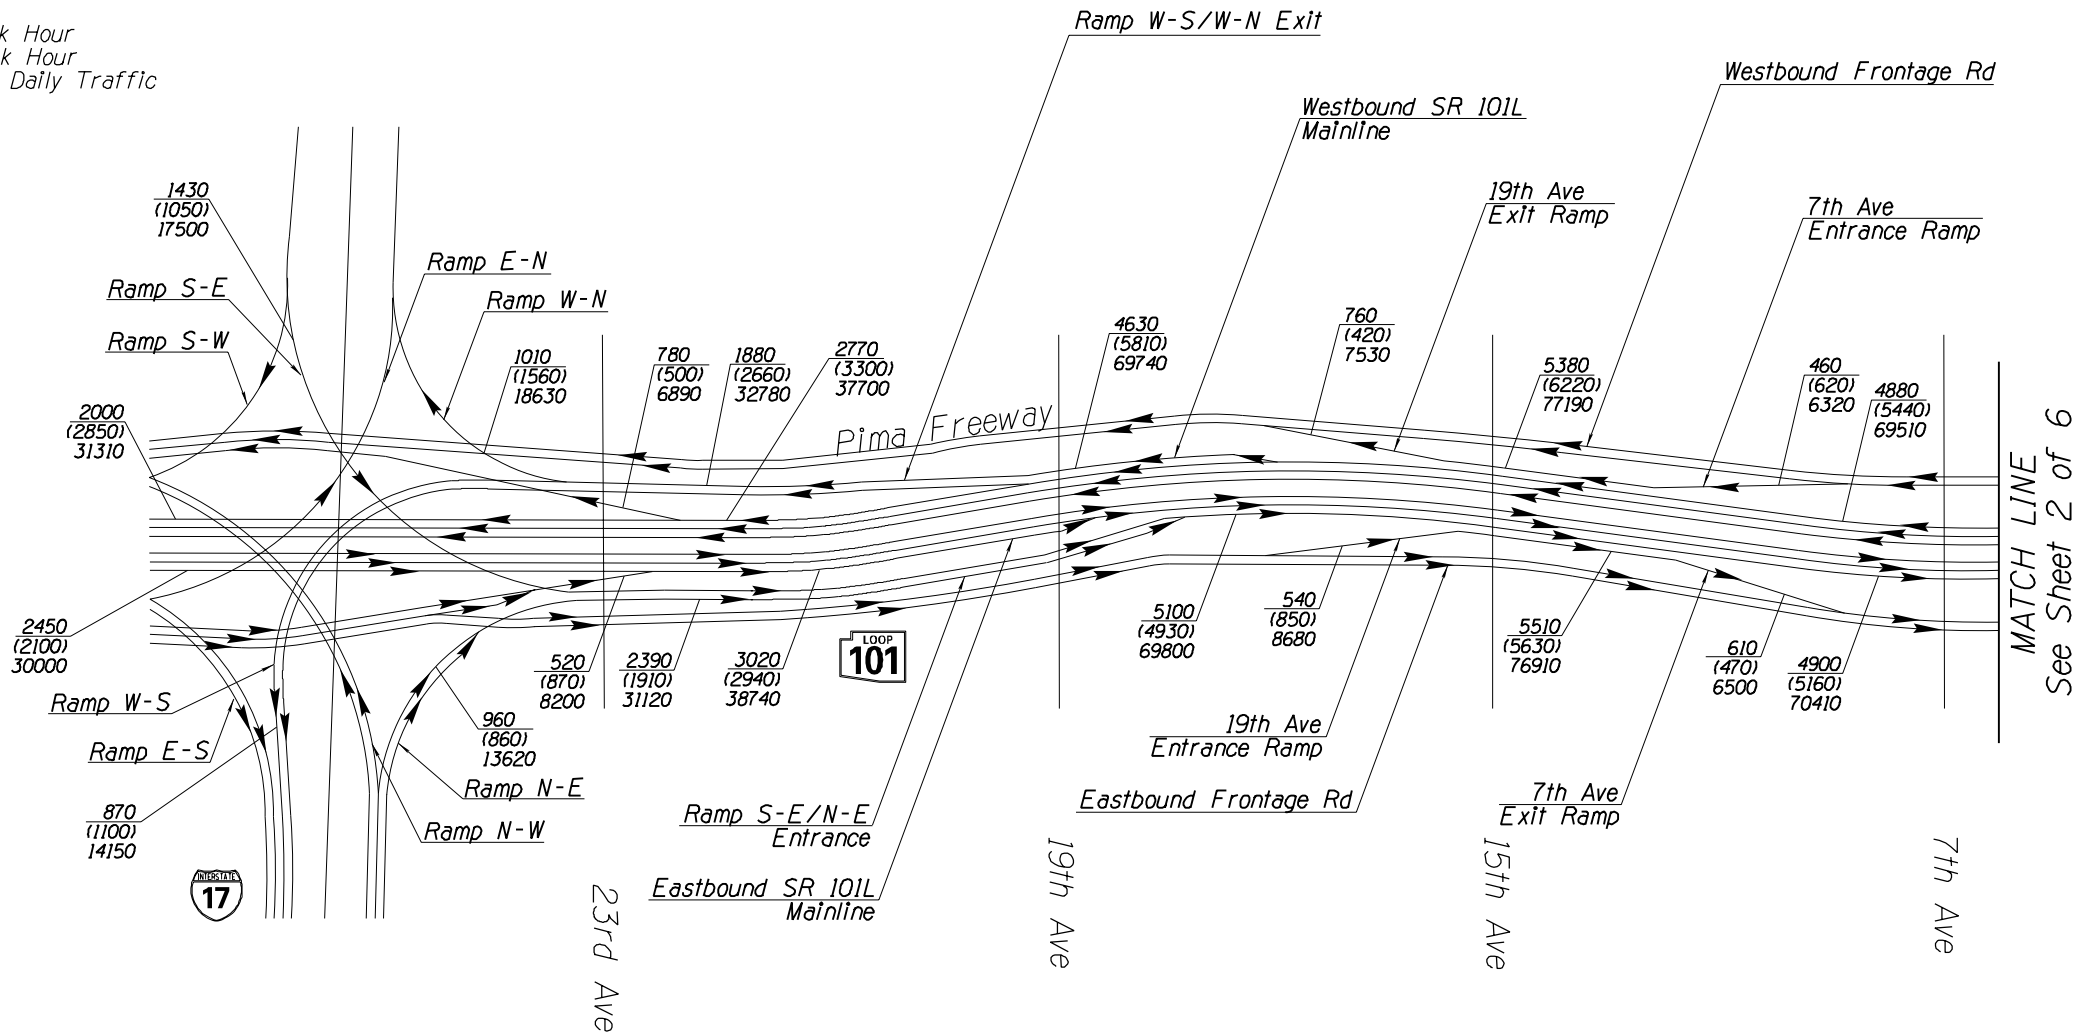 k Hour
k Hour
Daily Traffic
Ramp W-S/W-N Exit
Westbound Frontage Rd
Westbound SR 101L
Mainline
19th Ave
Exit Ramp
7th Ave
Entrance Ramp
1430
(1050)
17500
Ramp E-N
Ramp S-E
Ramp W-N
Ramp S-W
1010
(1560)
18630
780
(500)
6890
1880
(2660)
32780
2770
(3300)
37700
4630
(5810)
69740
760
(420)
7530
5380
(6220)
77190
460
(620)
6320
4880
(5440)
69510
2000
(2850)
31310
Pima Freeway
MATCH LINE
See Sheet 2 of 6
2450
(2100)
30000
Ramp W-S
Ramp E-S
870
(1100)
14150
INTERSTATE
17
960
(860)
13620
Ramp N-E
Ramp N-W
520
(870)
8200
2390
(1910)
31120
3020
(2940)
38740
LOOP
101
5100
(4930)
69800
540
(850)
8680
5510
(5630)
76910
610
(470)
6500
4900
(5160)
70410
19th Ave
Entrance Ramp
Eastbound Frontage Rd
7th Ave
Exit Ramp
Ramp S-E/N-E
Entrance
Eastbound SR 101L
Mainline
23rd Ave
19th Ave
15th Ave
7th Ave